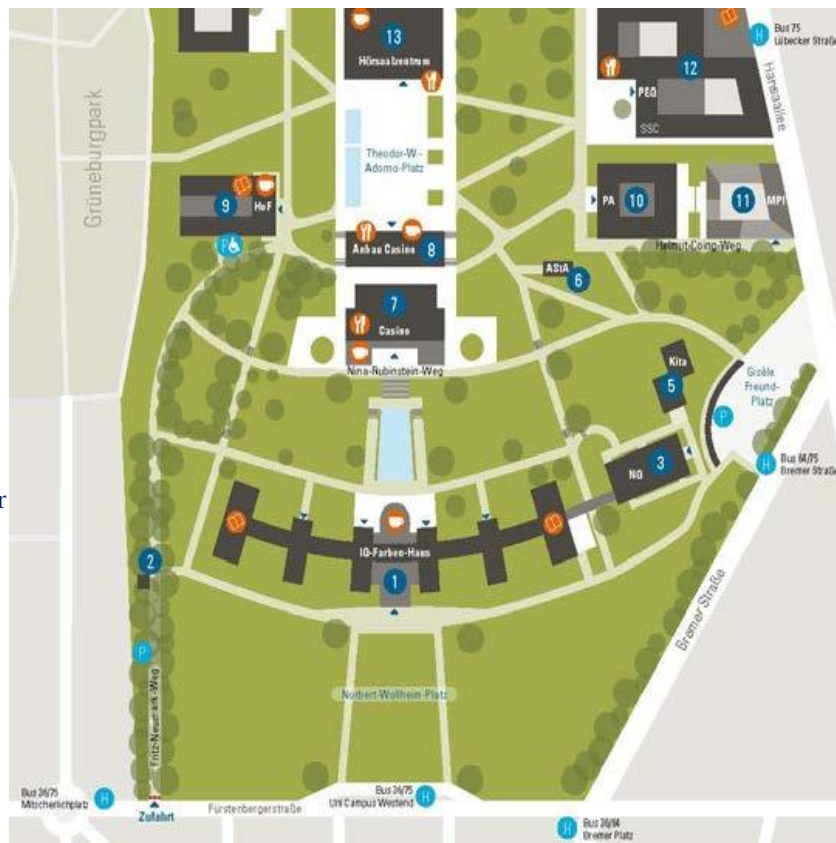 Bus 75
Lübecker Straße
13
Hörsaalzentrum
12
PEG
SSC
Hansaallee
Grüneburgpark
Theodor-W.-
Adorno-Platz
9
HoF
PA
10
11
MPI
Anbau Casino
8
Helmut-Coing-Weg
AStA
6
7
Casino
Nina-Rubinstein-Weg
Kita
5
Gisèle
Freund-
Platz
P
P
3
NG
H
Bus 64/75
Bremer Straße
r
IG-Farben-Haus
2
1
P
Bremer Straße
Fritz-Neumark-Weg
Norbert-Wollheim-Platz
Bus 36/75
Mitscherlichplatz
H
Bus 36/75
Uni Campus Westend
H
Zufahrt
Fürstenbergerstraße
H
Bus 36/64
Bremer Platz
H